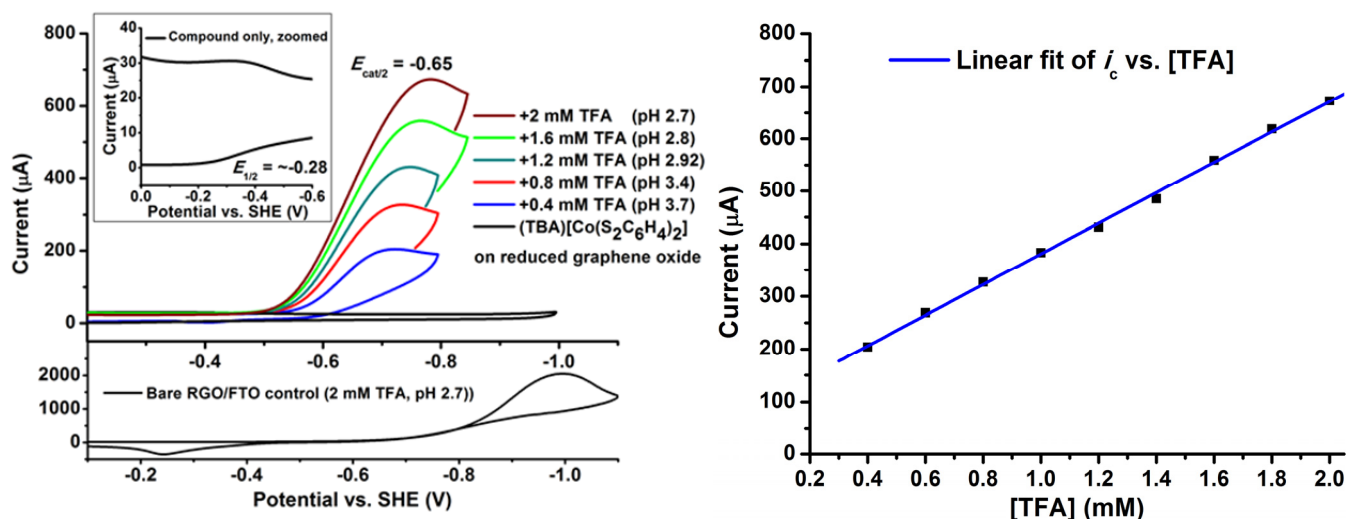 40
30
20
10
0
Current (µA)
Compound only, zoomed
E1/2 = ~-0.28
0.0 -0.2 -0.4 -0.6
Potential vs. SHE (V)
800
600
400
200
0
Current (µA)
Ecat/2 = -0.65
+2 mM TFA (pH 2.7)
+1.6 mM TFA (pH 2.8)
+1.2 mM TFA (pH 2.92)
+0.8 mM TFA (pH 3.4)
+0.4 mM TFA (pH 3.7)
(TBA)[Co(S2C6H4)2]
on reduced graphene oxide
-0.4 -0.6 -0.8 -1.0
2000
1000
0
Bare RGO/FTO control (2 mM TFA, pH 2.7))
-0.2 -0.4 -0.6 -0.8 -1.0
Potential vs. SHE (V)
800
700
600
500
400
300
200
100
0
Current (µA)
Linear fit of ic vs. [TFA]
0.2 0.4 0.6 0.8 1.0 1.2 1.4 1.6 1.8 2.0
[TFA] (mM)